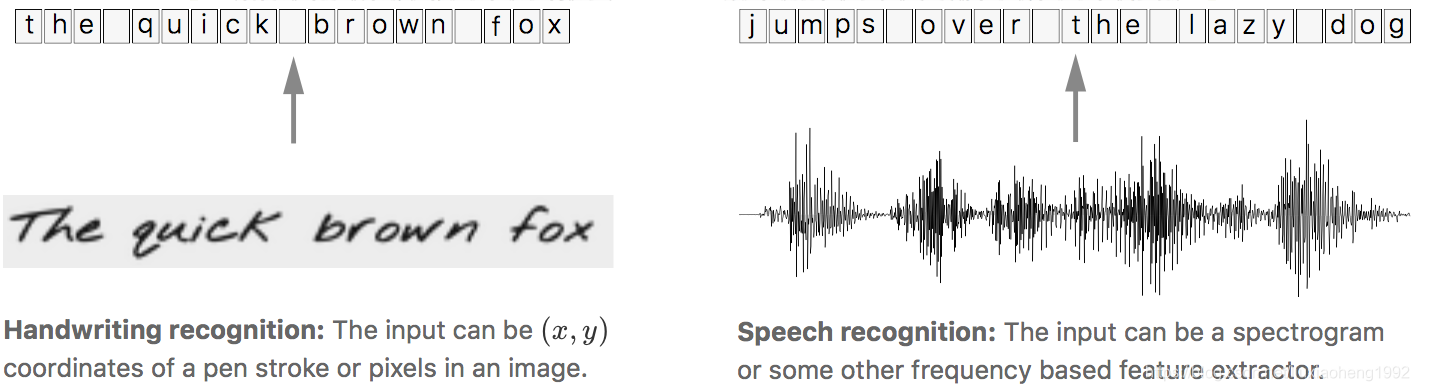 the quick brown fox
The quick brown fox
Handwriting recognition: The input can be (x, y)
coordinates of a pen stroke or pixels in an image.
jumps over the lazy dog
Speech recognition: The input can be a spectrogram
or some other frequency based feature extractor.